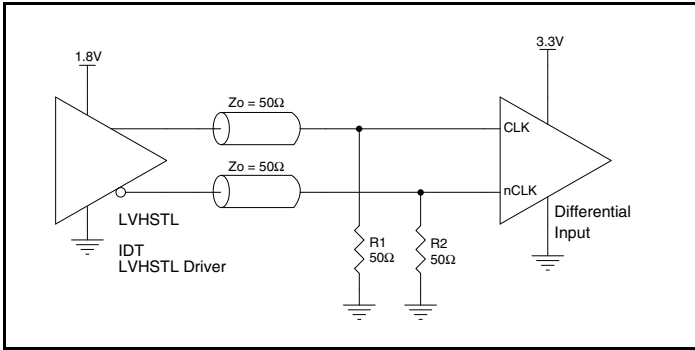 1.8V
3.3V
Zo = 50Ω
CLK
Zo = 50Ω
nCLK
LVHSTL
Differential
Input
IDT
LVHSTL Driver
R1
50Ω
R2
50Ω